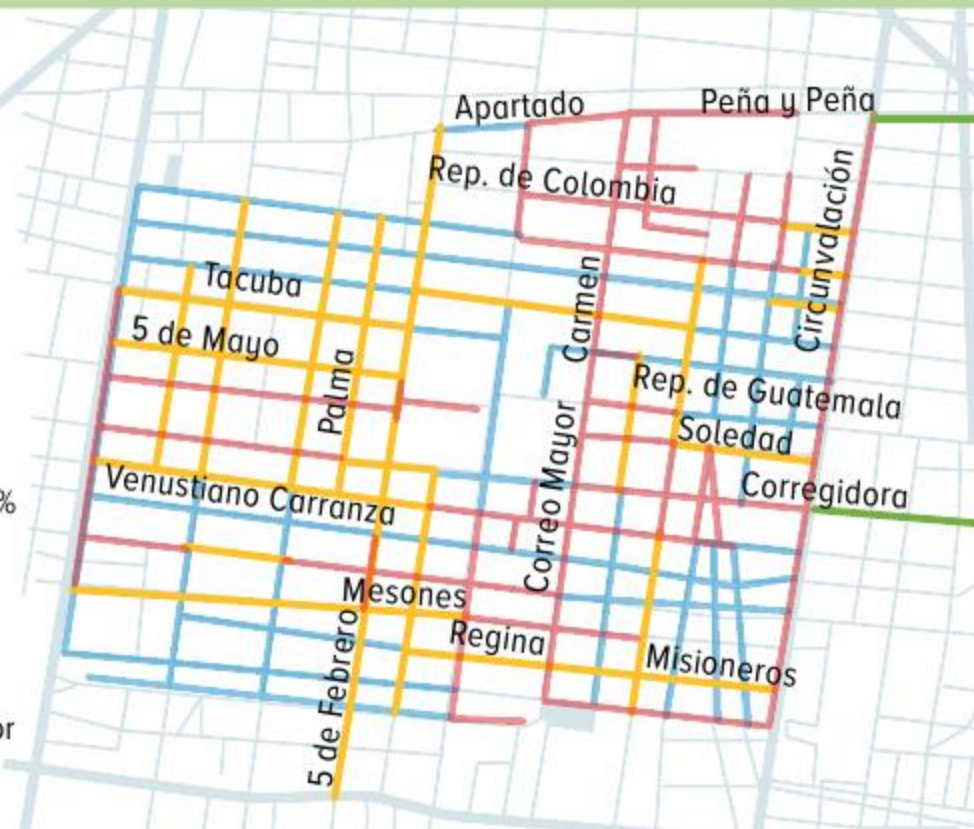 Apartado
Peña y Peña
Rep. de Colombia
Circunvalación
Tacuba
Carmen
5 de Mayo
Palma
Rep. de Guatemala
Soledad
Correo Mayor
Venustiano Carranza
Corregidora
%
Mesones
Regina
Misioneros
5 de Febrero
or